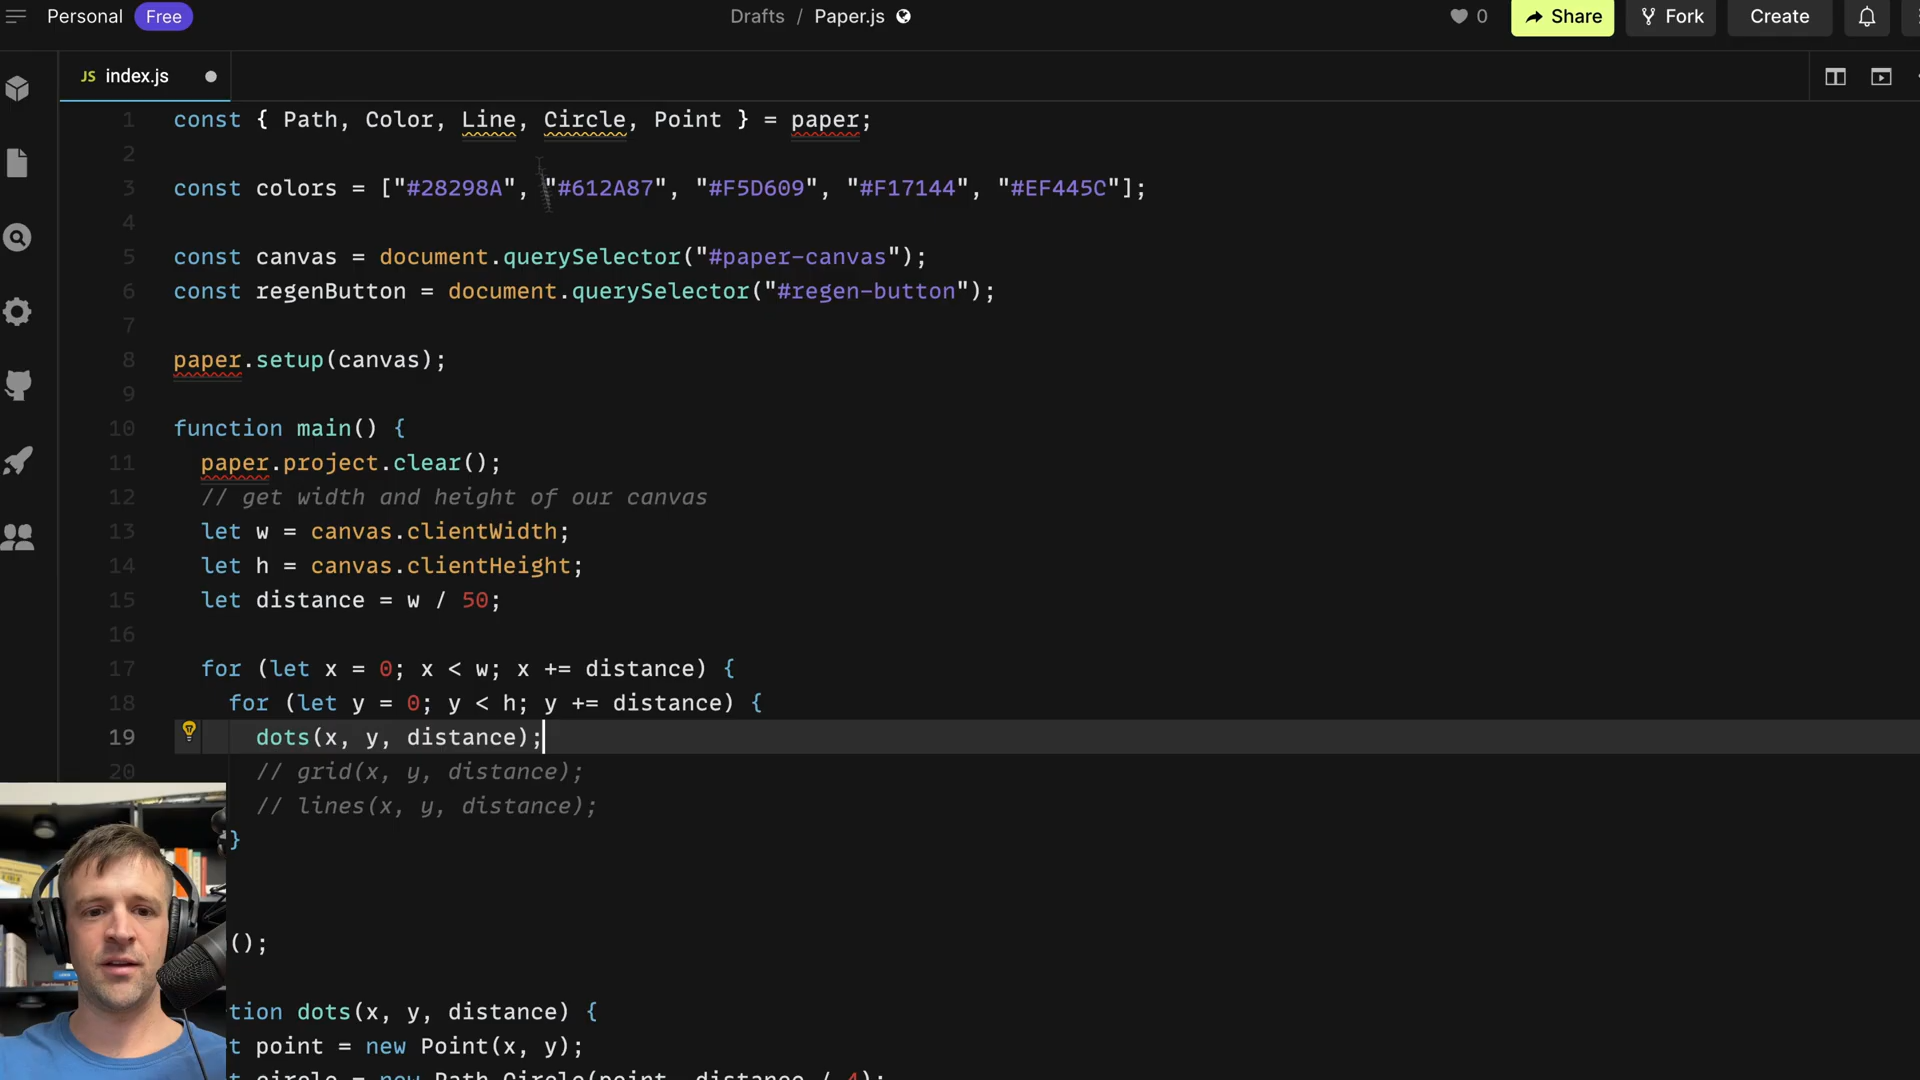 Personal Free
Drafts / Paper.js
0 Share Fork Create
JS index.js
1 const { Path, Color, Line, Circle, Point } = paper;
2
3 const colors = ["#28298A", "#612A87", "#F5D609", "#F17144", "#EF445C"];
4
5 const canvas = document.querySelector("#paper-canvas");
6 const regenButton = document.querySelector("#regen-button");
7
8 paper.setup(canvas);
9
10 function main() {
11 paper.project.clear();
12 // get width and height of our canvas
13 let w = canvas.clientWidth;
14 let h = canvas.clientHeight;
15 let distance = w / 50;
16
17 for (let x = 0; x < w; x += distance) {
18 for (let y = 0; y < h; y += distance) {
19 dots(x, y, distance);
20 // grid(x, y, distance);
// lines(x, y, distance);
}
();
tion dots(x, y, distance) {
t point = new Point(x, y);
t circle = new Path.Circle(point, distance / 4);